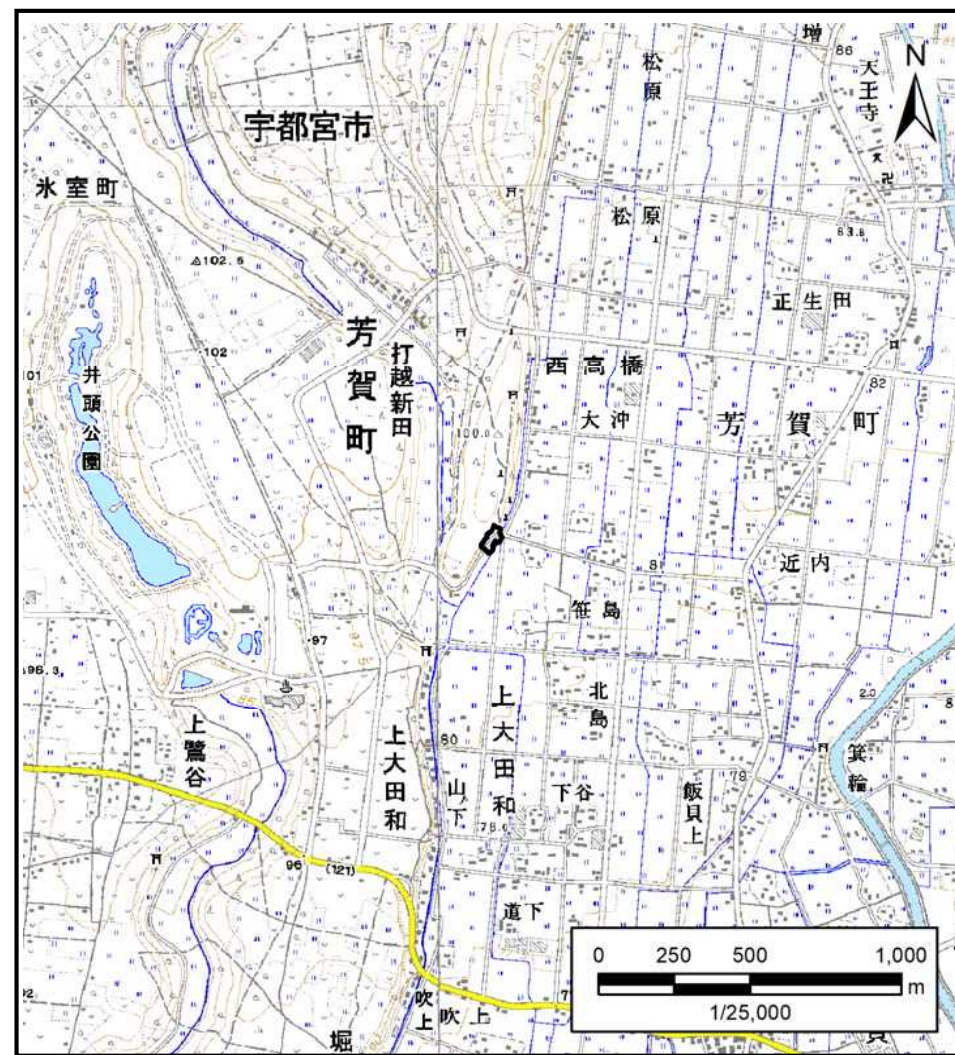 増
86
天王寺
N
松原
宇都宮市
氷室町
松原
83.8
102.5
正生田
芳賀町
打越新田
102
101
井頭公園
西高橋
82
大沖
芳賀町
100.0
81
近内
笹島
97
97.5
96.3
北島
2.0
上鷺谷
上大田和
上大田和
80
箕輪
79
山ノ下
下谷
飯貝上
78.0
96
(121)
道下
0 250 500 1,000
m
1/25,000
吹上
吹上
堀